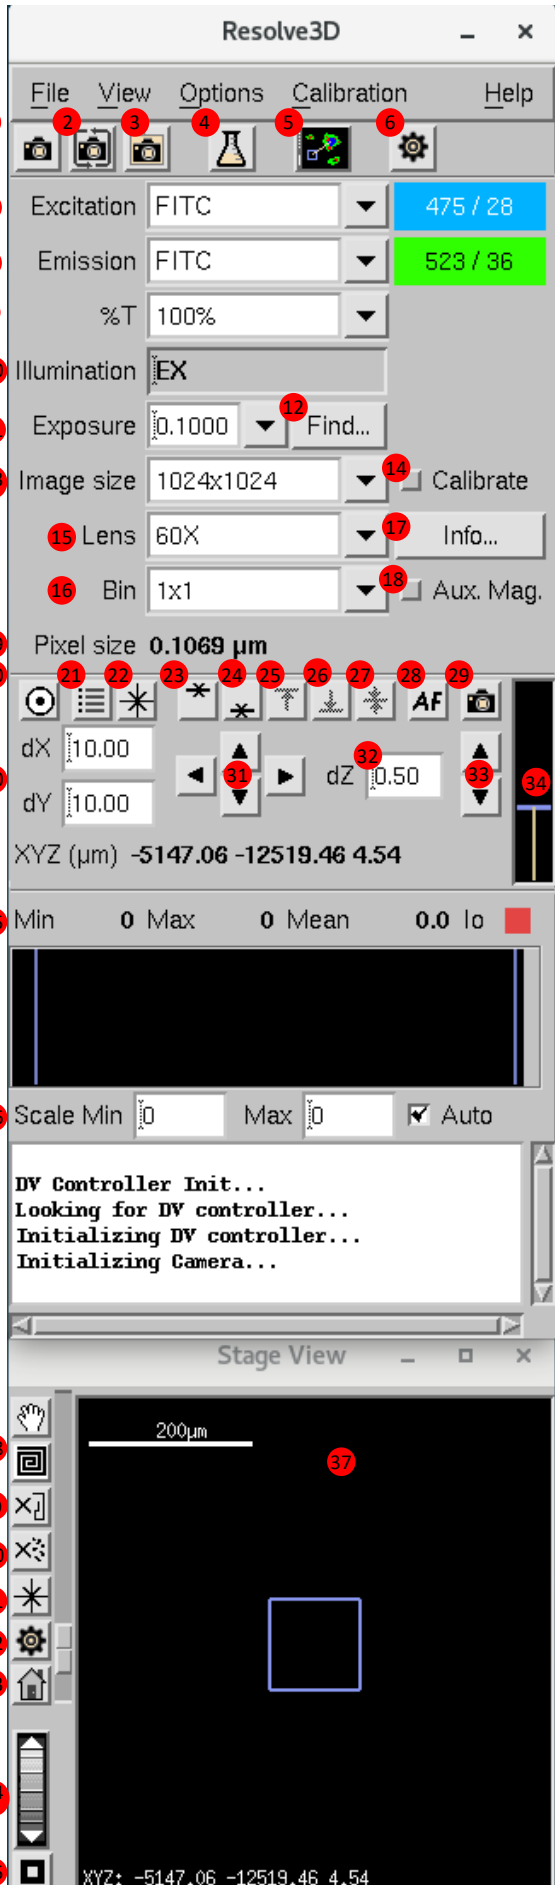 Resolve3D
File View Options Calibration Help
2 3 4 5 6
Excitation FITC 475 / 28
Emission FITC 523 / 36
%T 100%
Illumination EX
12
Exposure 0.1000 Find...
Image size 1024x1024 14 Calibrate
15 Lens 60X 17 Info...
16 Bin 1x1 18 Aux. Mag.
Pixel size 0.1069 µm
21 22 23 24 25 26 27 28 29
AF
dX 10.00
31 dZ 32 0.50 33 34
dY 10.00
XYZ (µm) -5147.06 -12519.46 4.54
Min 0 Max 0 Mean 0.0 Io
Scale Min 0 Max 0 Auto
DV Controller Init...
Looking for DV controller...
Initializing DV controller...
Initializing Camera...
Stage View
200µm
37
XYZ: -5147.06 -12519.46 4.54